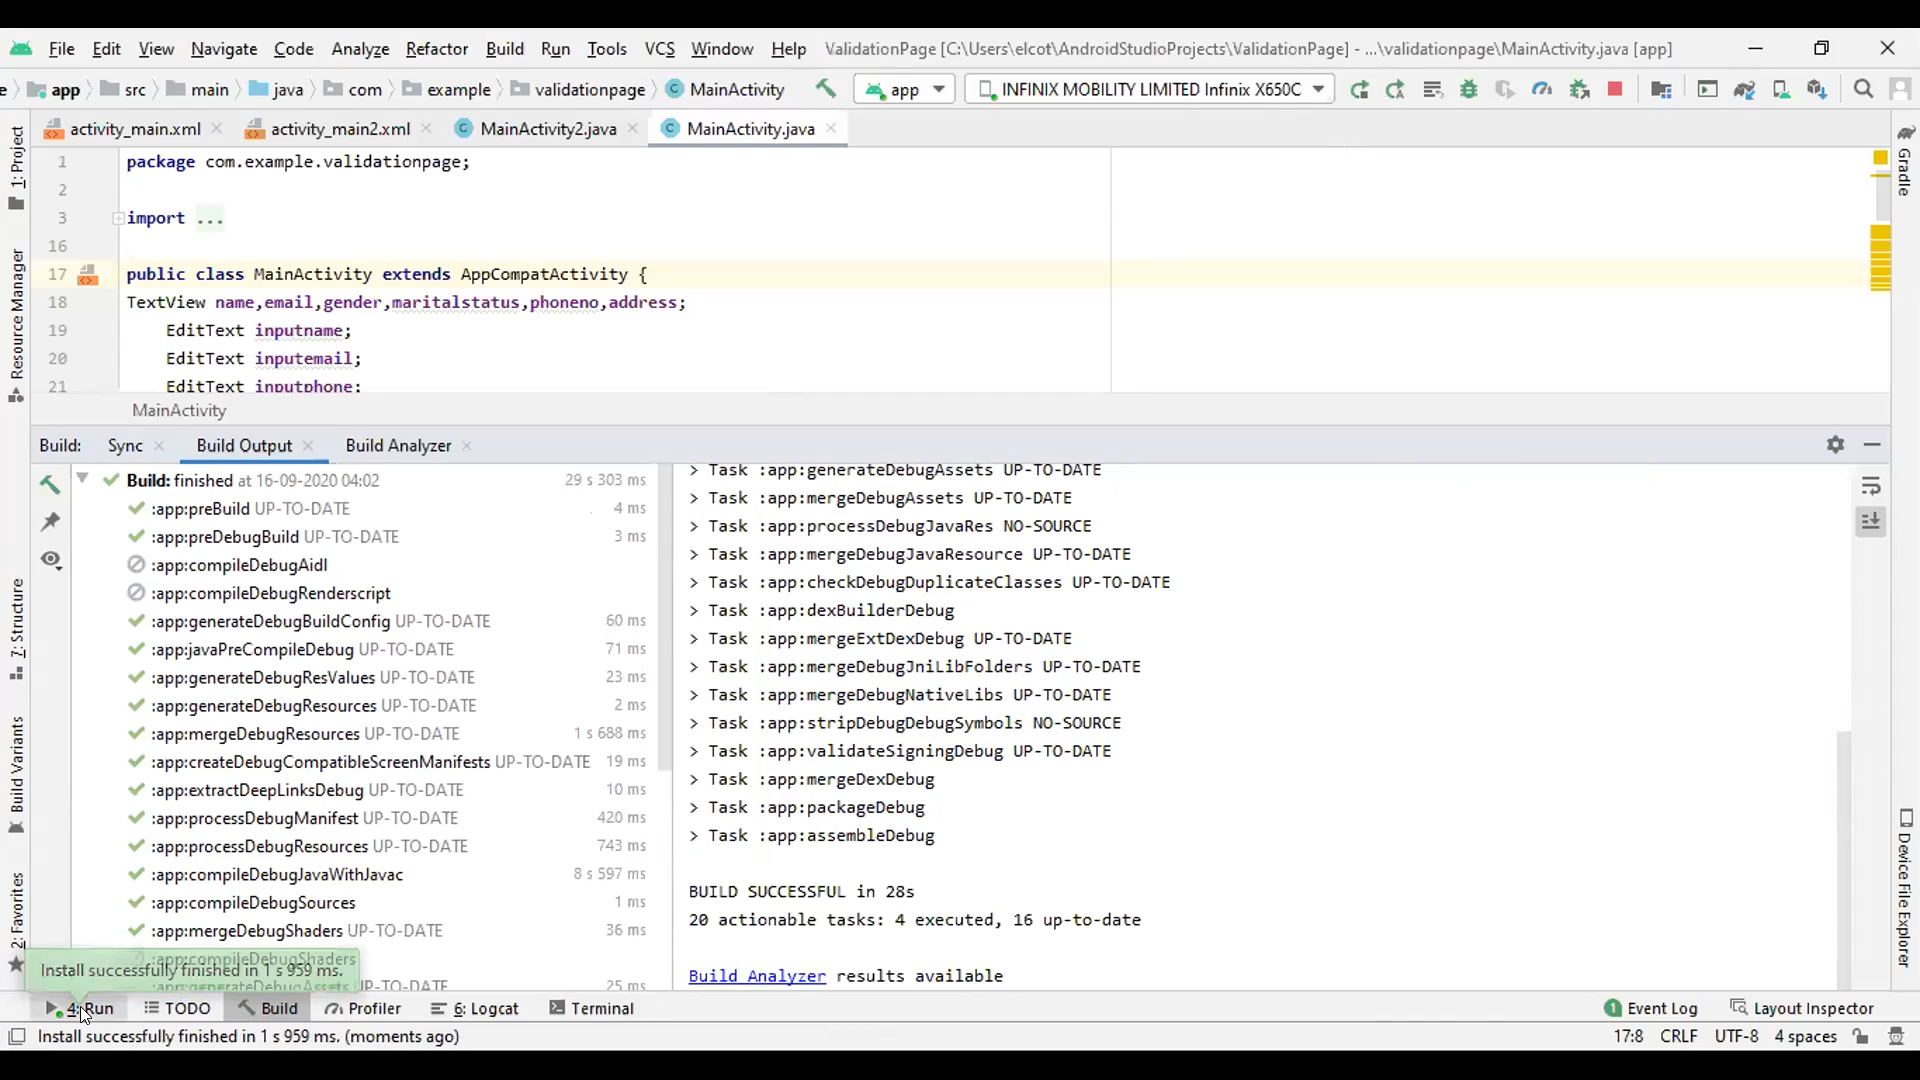 File Edit View Navigate Code Analyze Refactor Build Run Tools VCS Window Help ValidationPage [C:\Users\elcot\AndroidStudioProjects\ValidationPage] - ...\validationpage\MainActivity.java [app]
app src main java com example validationpage MainActivity app INFINIX MOBILITY LIMITED Infinix X650C
activity_main.xml activity_main2.xml MainActivity2.java MainActivity.java
1 package com.example.validationpage;
2
3 import ...
16
17 public class MainActivity extends AppCompatActivity {
18 TextView name,email,gender,maritalstatus,phoneno,address;
19 EditText inputname;
20 EditText inputemail;
21 EditText inputphone;
MainActivity
1: Project
Resource Manager
7: Structure
Build Variants
2: Favorites
Gradle
Device File Explorer
Build: Sync Build Output Build Analyzer
Build: finished at 16-09-2020 04:02 29 s 303 ms
:app:preBuild UP-TO-DATE 4 ms
:app:preDebugBuild UP-TO-DATE 3 ms
:app:compileDebugAidl
:app:compileDebugRenderscript
:app:generateDebugBuildConfig UP-TO-DATE 60 ms
:app:javaPreCompileDebug UP-TO-DATE 71 ms
:app:generateDebugResValues UP-TO-DATE 23 ms
:app:generateDebugResources UP-TO-DATE 2 ms
:app:mergeDebugResources UP-TO-DATE 1 s 688 ms
:app:createDebugCompatibleScreenManifests UP-TO-DATE 19 ms
:app:extractDeepLinksDebug UP-TO-DATE 10 ms
:app:processDebugManifest UP-TO-DATE 420 ms
:app:processDebugResources UP-TO-DATE 743 ms
:app:compileDebugJavaWithJavac 8 s 597 ms
:app:compileDebugSources 1 ms
:app:mergeDebugShaders UP-TO-DATE 36 ms
:app:compileDebugShaders
:app:generateDebugAssets UP-TO-DATE 25 ms
> Task :app:generateDebugAssets UP-TO-DATE
> Task :app:mergeDebugAssets UP-TO-DATE
> Task :app:processDebugJavaRes NO-SOURCE
> Task :app:mergeDebugJavaResource UP-TO-DATE
> Task :app:checkDebugDuplicateClasses UP-TO-DATE
> Task :app:dexBuilderDebug
> Task :app:mergeExtDexDebug UP-TO-DATE
> Task :app:mergeDebugJniLibFolders UP-TO-DATE
> Task :app:mergeDebugNativeLibs UP-TO-DATE
> Task :app:stripDebugDebugSymbols NO-SOURCE
> Task :app:validateSigningDebug UP-TO-DATE
> Task :app:mergeDexDebug
> Task :app:packageDebug
> Task :app:assembleDebug
BUILD SUCCESSFUL in 28s
20 actionable tasks: 4 executed, 16 up-to-date
Build Analyzer results available
Install successfully finished in 1 s 959 ms.
4: Run TODO Build Profiler 6: Logcat Terminal 1 Event Log Layout Inspector
Install successfully finished in 1 s 959 ms. (moments ago) 17:8 CRLF UTF-8 4 spaces